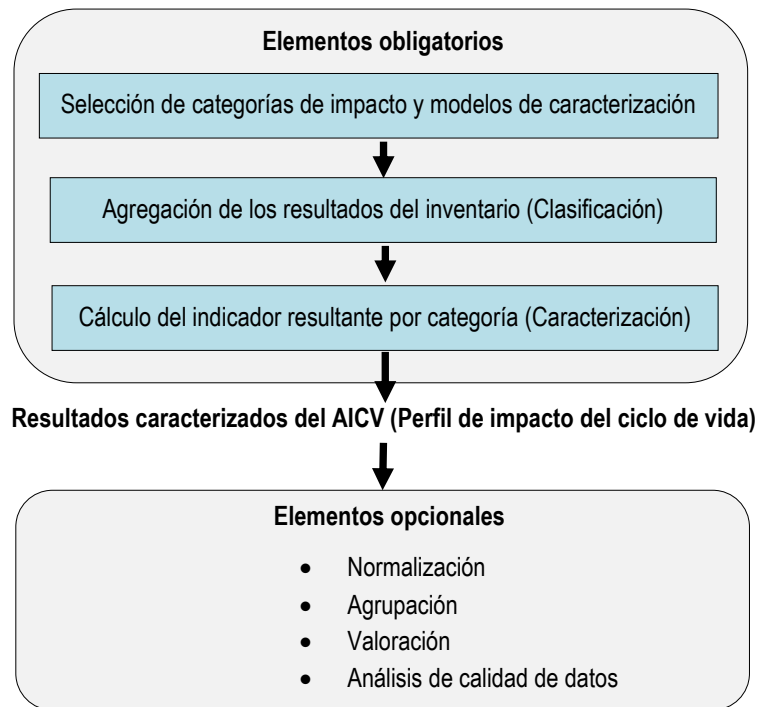 Elementos obligatorios
Selección de categorías de impacto y modelos de caracterización
Agregación de los resultados del inventario (Clasificación)
Cálculo del indicador resultante por categoría (Caracterización)
Resultados caracterizados del AICV (Perfil de impacto del ciclo de vida)
Elementos opcionales
• Normalización
• Agrupación
• Valoración
• Análisis de calidad de datos